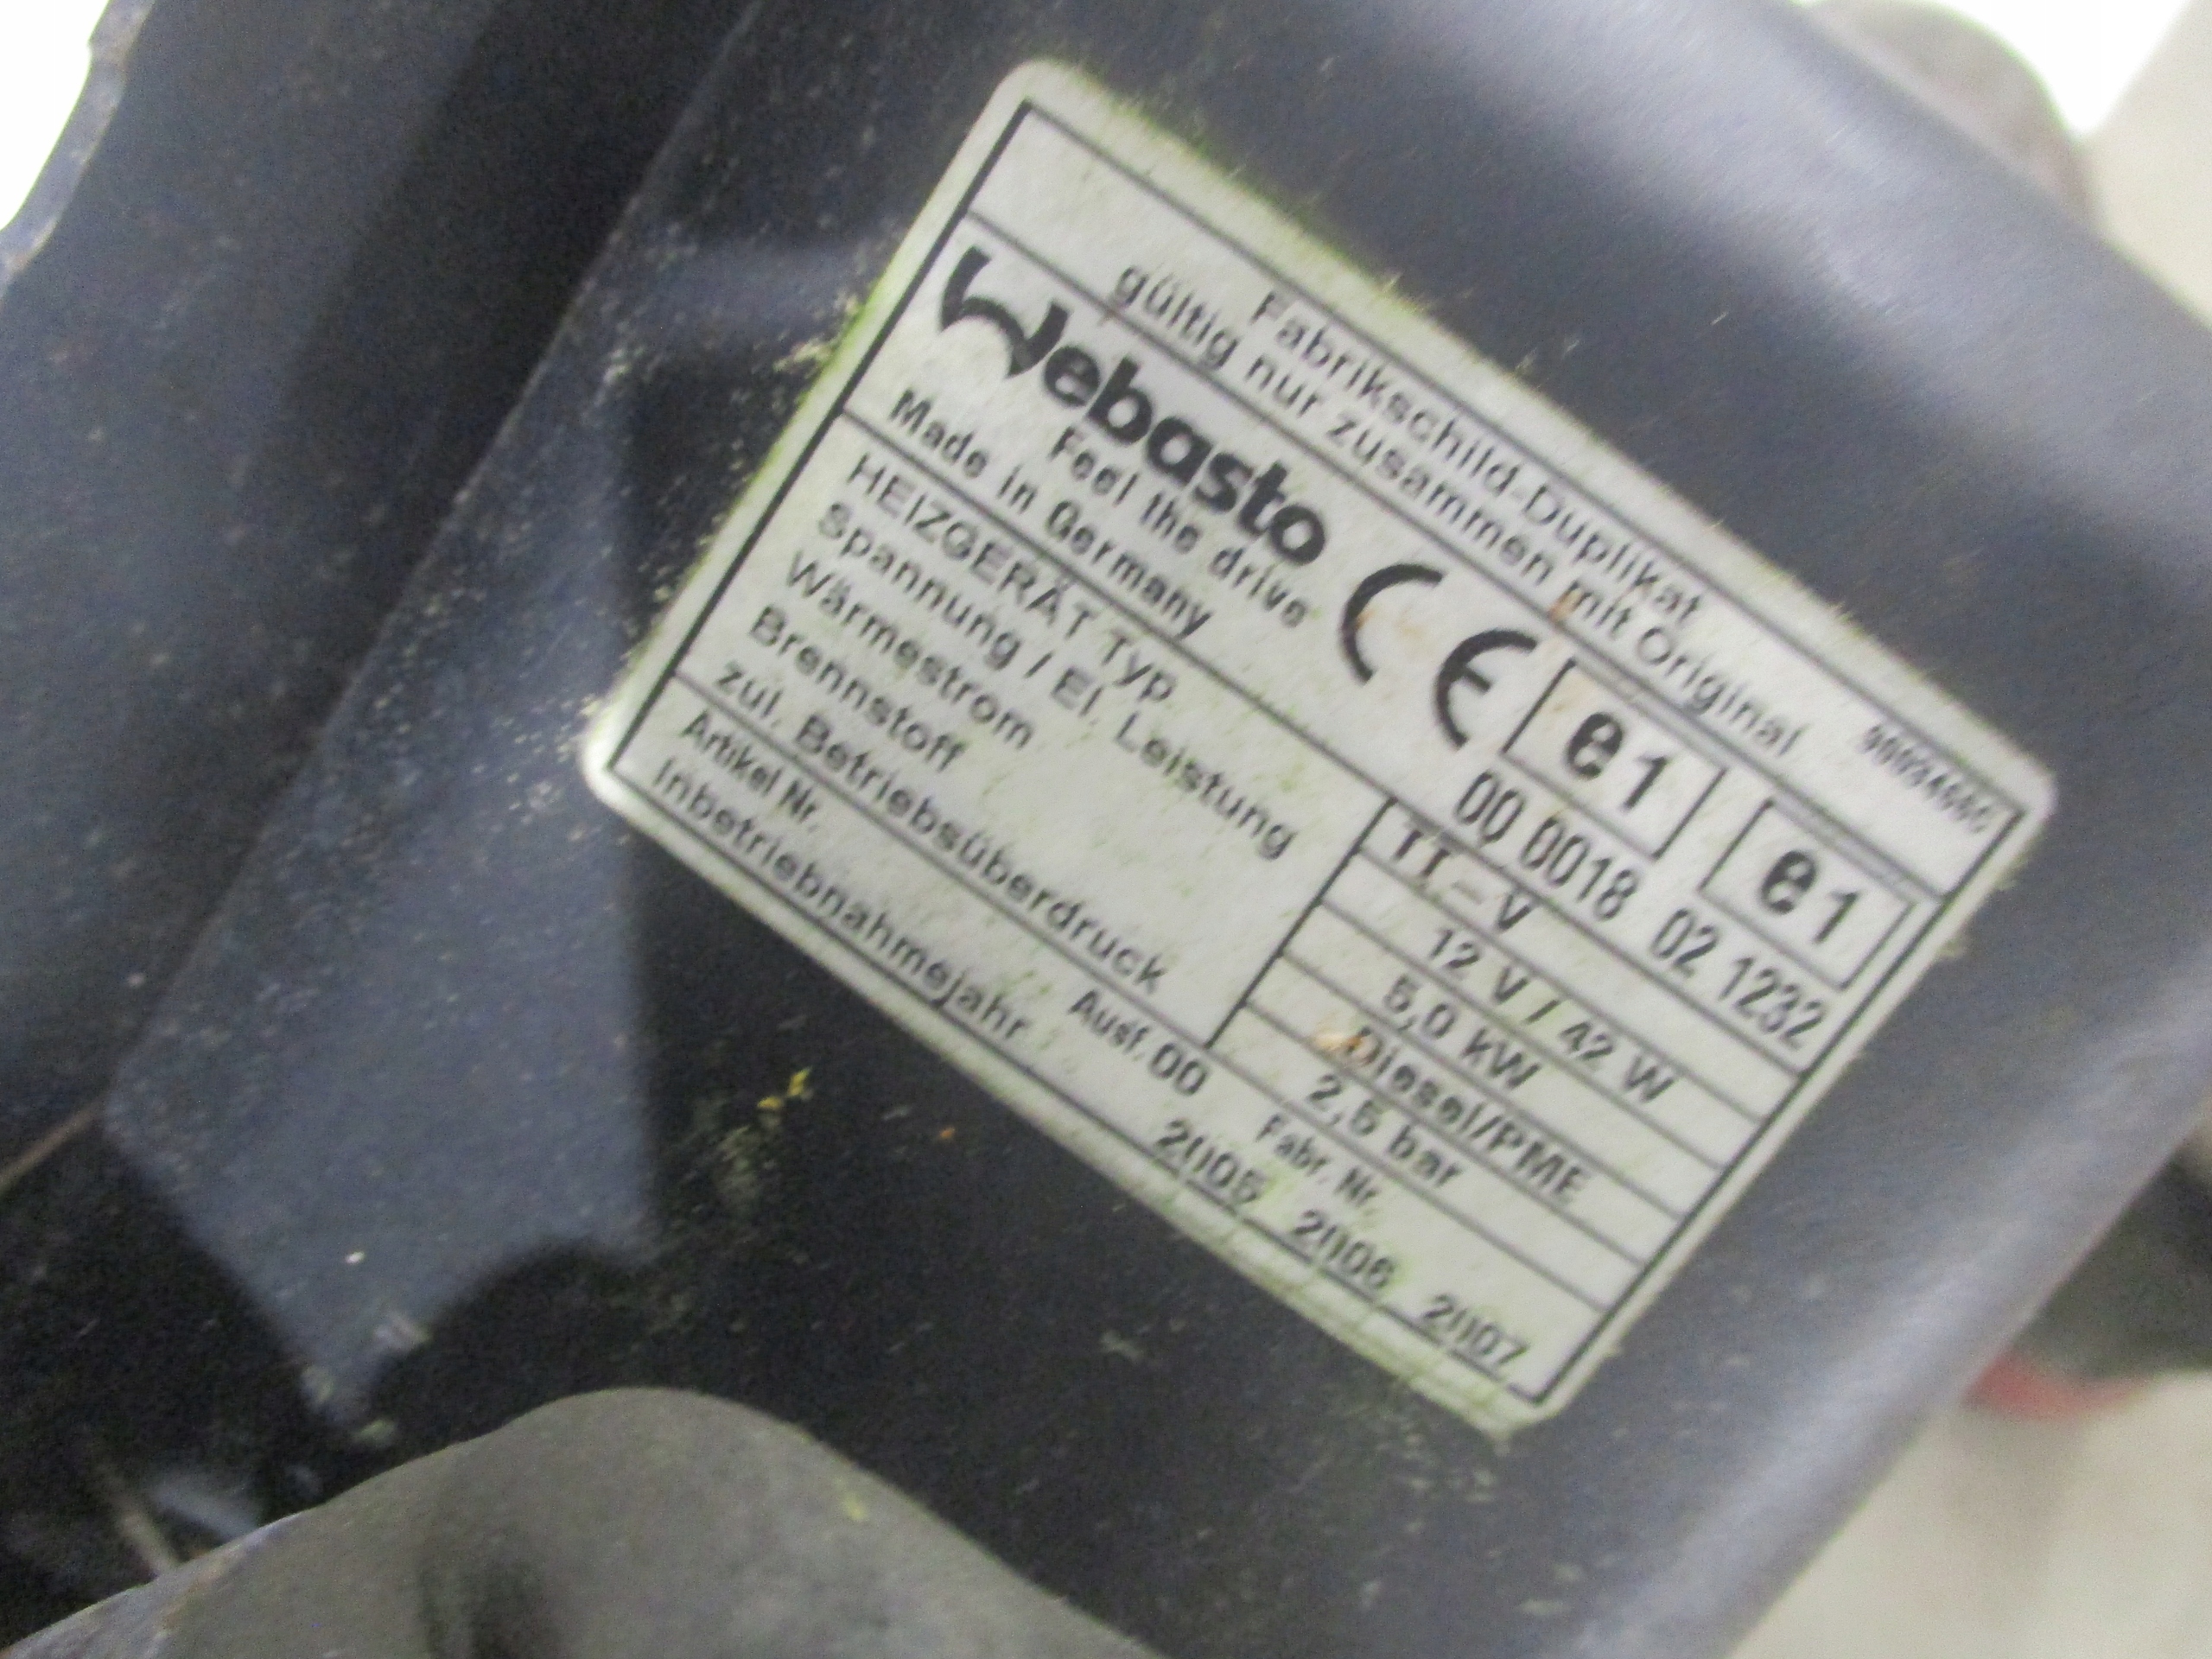 Fabrikschild-Duplikat
gültig nur zusammen mit Original
Webasto
Feel the drive
Made in Germany
CE e1 e1
00 0018 02 1232
HEIZGERÄT Typ TT-V
Spannung / El. Leistung 12 V / 42 W
Wärmestrom 5,0 kW
Brennstoff Diesel/PME
zul. Betriebsüberdruck 2,5 bar
Artikel Nr. Ausf. 00 Fabr. Nr.
Inbetriebnahmejahr 2005 2006 2007